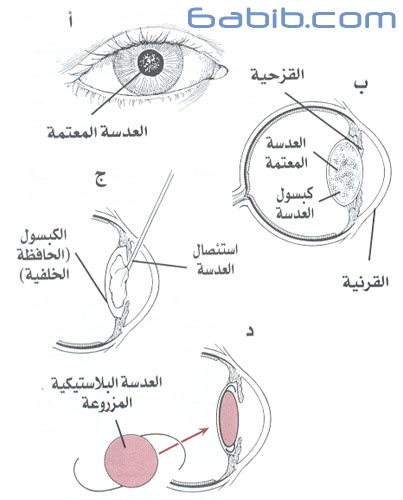 6abib.com
أ
العدسة المعتمة
القزحية
ب
العدسة
المعتمة
كبسول
العدسة
القرنية
ج
الكبسول
(الحافظة
الخلفية)
استئصال
العدسة
د
العدسة البلاستيكية
المزروعة